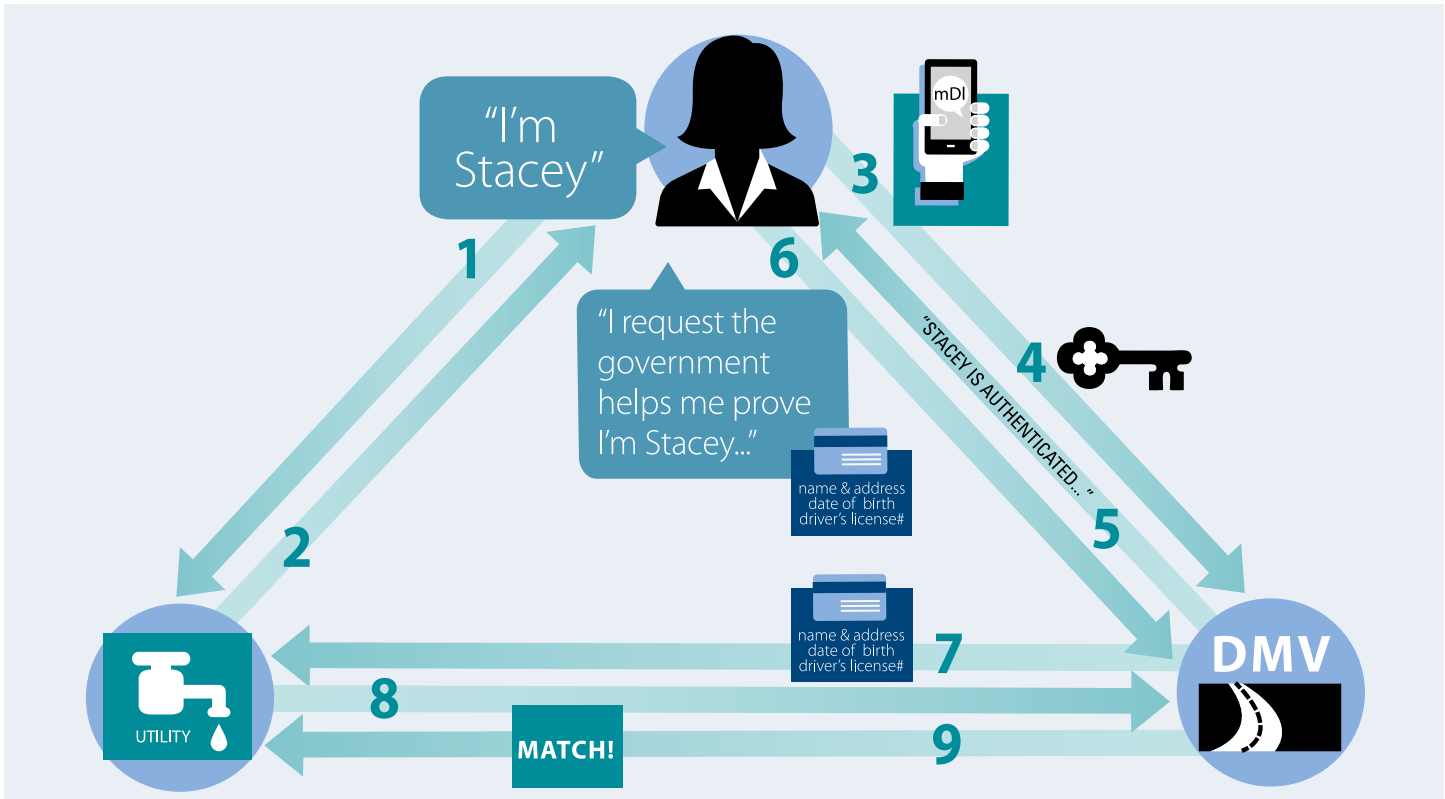 “I’m
Stacey”
mDl
3
1
6
“I request the
government
helps me prove
I’m Stacey...”
“STACEY IS AUTHENTICATED... ”
4
name & address
date of birth
driver’s license#
2
5
name & address
date of birth
driver’s license#
7
DMV
UTILITY
8
MATCH!
9